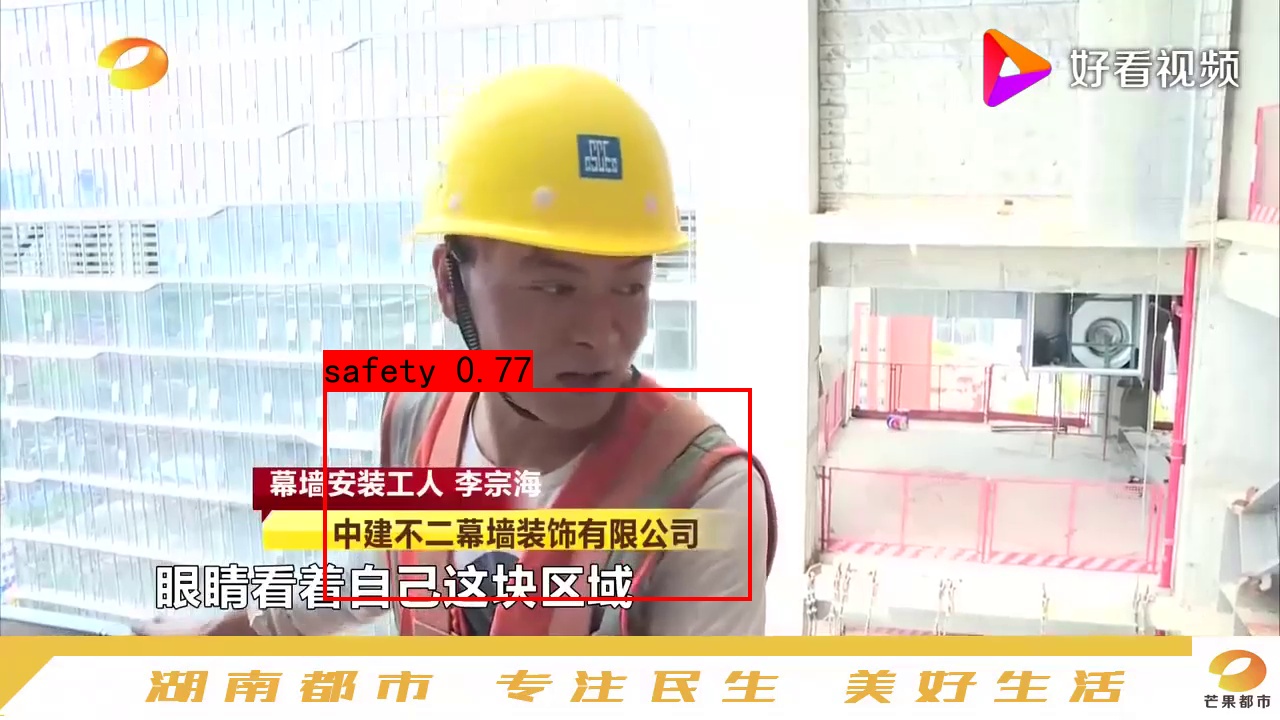 好看视频
safety 0.77
幕墙安装工人 李宗海
中建不二幕墙装饰有限公司
眼睛看着自己这块区域
湖南都市 专注民生 美好生活
芒果都市